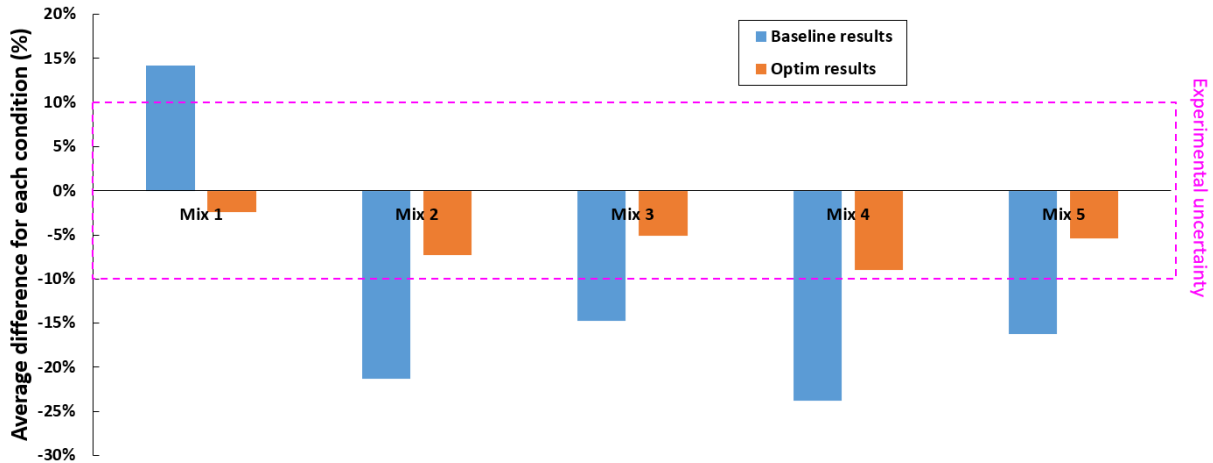 Average difference for each condition (%)
20%
15%
10%
5%
0%
-5%
-10%
-15%
-20%
-25%
-30%
Baseline results
Optim results
Mix 1
Mix 2
Mix 3
Mix 4
Mix 5
Experimental uncertainty